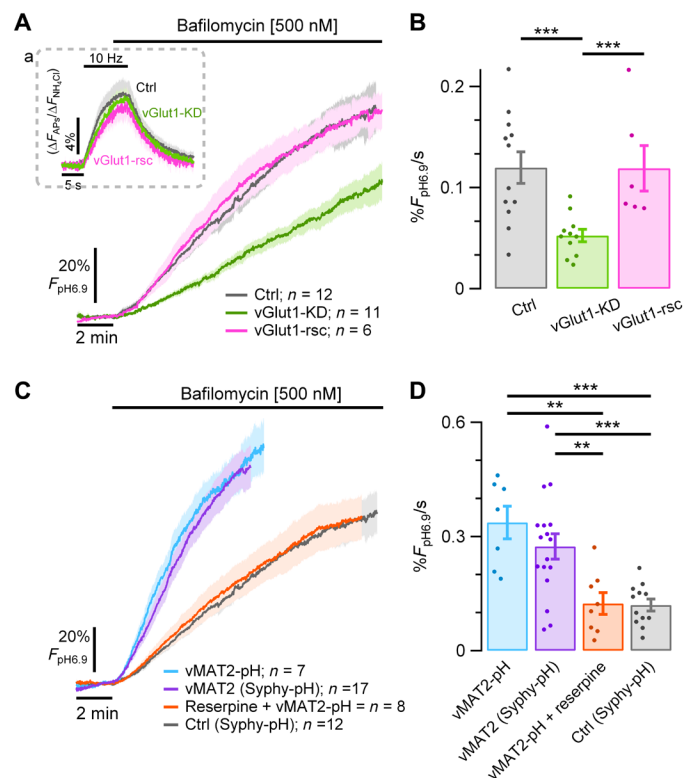 A
Bafilomycin [500 nM]
a
10 Hz
(ΔFAPs/ΔFNH4Cl)
4%
5 s
Ctrl
vGlut1-KD
vGlut1-rsc
20%
FpH6.9
2 min
Ctrl; n = 12
vGlut1-KD; n = 11
vGlut1-rsc; n = 6
B
***
***
%FpH6.9/s
0.2
0.1
0
Ctrl
vGlut1-KD
vGlut1-rsc
C
Bafilomycin [500 nM]
20%
FpH6.9
2 min
vMAT2-pH; n = 7
vMAT2 (Syphy-pH); n =17
Reserpine + vMAT2-pH = n = 8
Ctrl (Syphy-pH); n =12
D
***
**
***
**
%FpH6.9/s
0.6
0.3
0
vMAT2-pH
vMAT2 (Syphy-pH)
vMAT2-pH + reserpine
Ctrl (Syphy-pH)